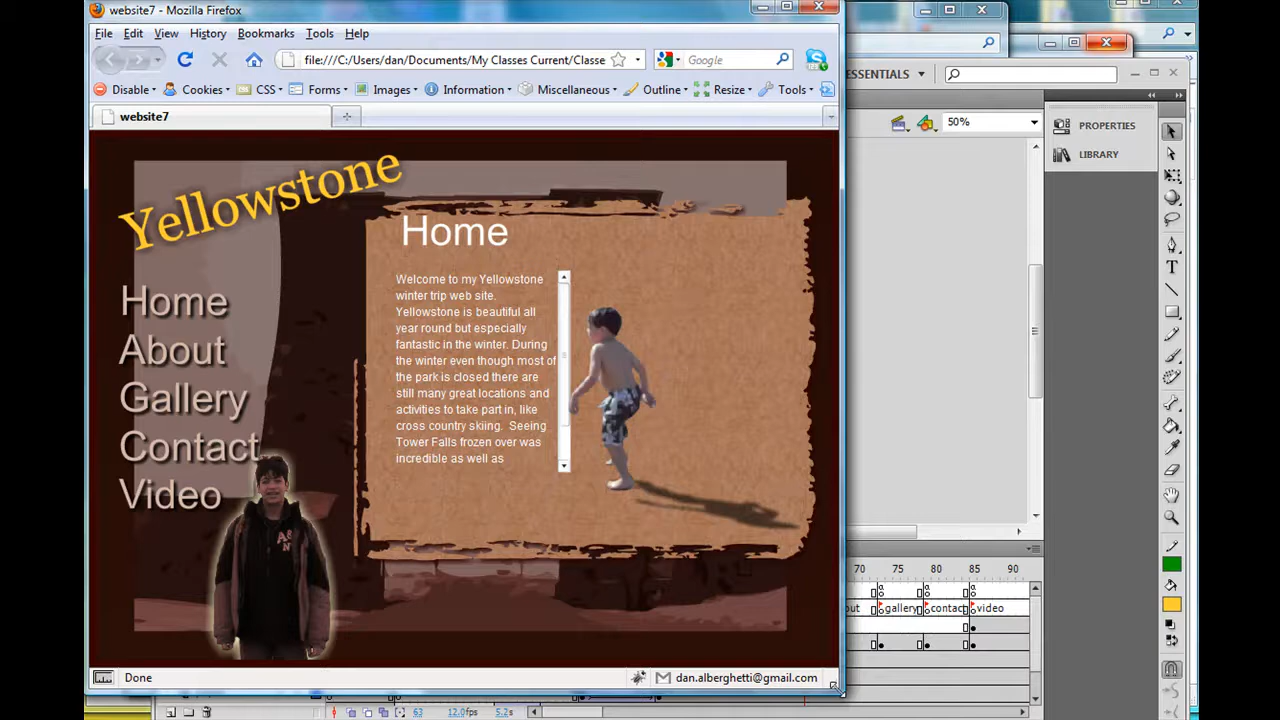 website7 - Mozilla Firefox
File Edit View History Bookmarks Tools Help
file:///C:/Users/dan/Documents/My Classes Current/Classe
Google
ESSENTIALS
Disable Cookies CSS Forms Images Information Miscellaneous Outline Resize Tools
website7
50%
PROPERTIES
LIBRARY
Yellowstone
Home
Welcome to my Yellowstone
winter trip web site.
Yellowstone is beautiful all
year round but especially
fantastic in the winter. During
the winter even though most of
the park is closed there are
still many great locations and
activities to take part in, like
cross country skiing. Seeing
Tower Falls frozen over was
incredible as well as
Home
About
Gallery
Contact
Video
A&
N
70 75 80 85 90
out gallery contact video
Done
dan.alberghetti@gmail.com
63 12.0fps 5.2s